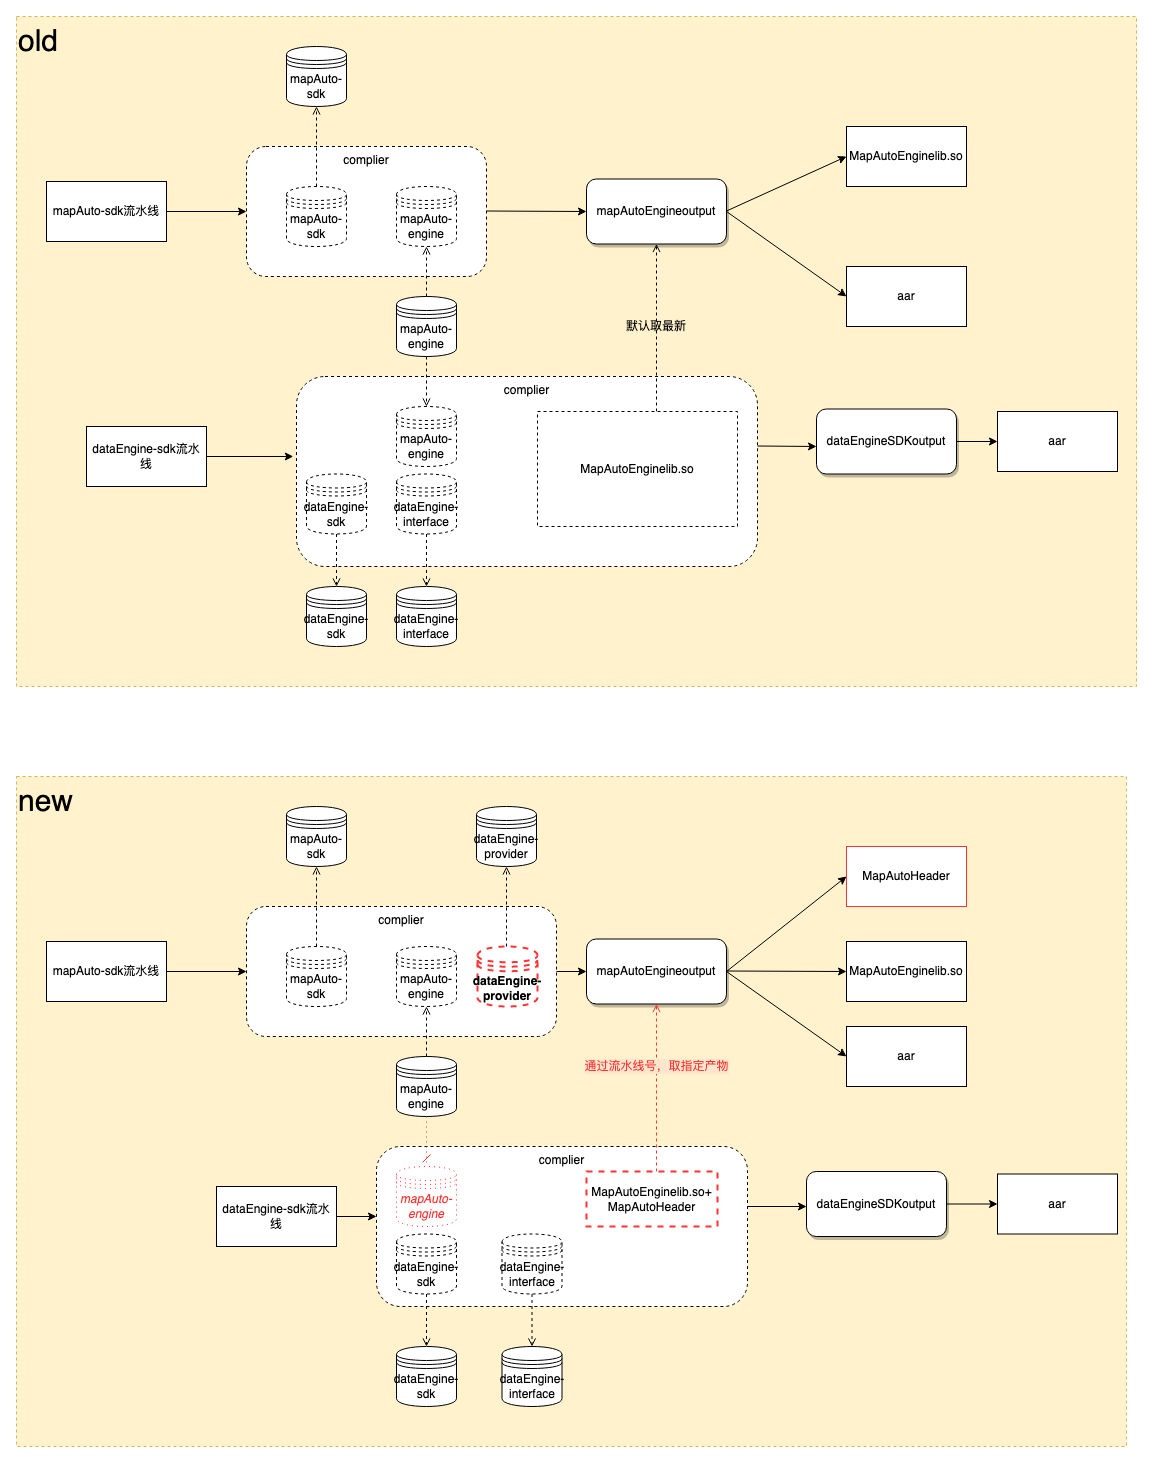 old
mapAuto-
sdk
complier
mapAuto-sdk流水线
mapAuto-
sdk
mapAuto-
engine
mapAutoEngineoutput
MapAutoEnginelib.so
aar
mapAuto-
engine
默认取最新
complier
dataEngine-sdk流水
线
mapAuto-
engine
dataEngine-
sdk
dataEngine-
interface
MapAutoEnginelib.so
dataEngineSDKoutput
aar
dataEngine-
sdk
dataEngine-
interface
new
mapAuto-
sdk
dataEngine-
provider
complier
mapAuto-sdk流水线
mapAuto-
sdk
mapAuto-
engine
dataEngine-
provider
mapAutoEngineoutput
MapAutoHeader
MapAutoEnginelib.so
aar
mapAuto-
engine
通过流水线号，取指定产物
complier
dataEngine-sdk流水
线
mapAuto-
engine
MapAutoEnginelib.so+
MapAutoHeader
dataEngine-
sdk
dataEngine-
interface
dataEngineSDKoutput
aar
dataEngine-
sdk
dataEngine-
interface